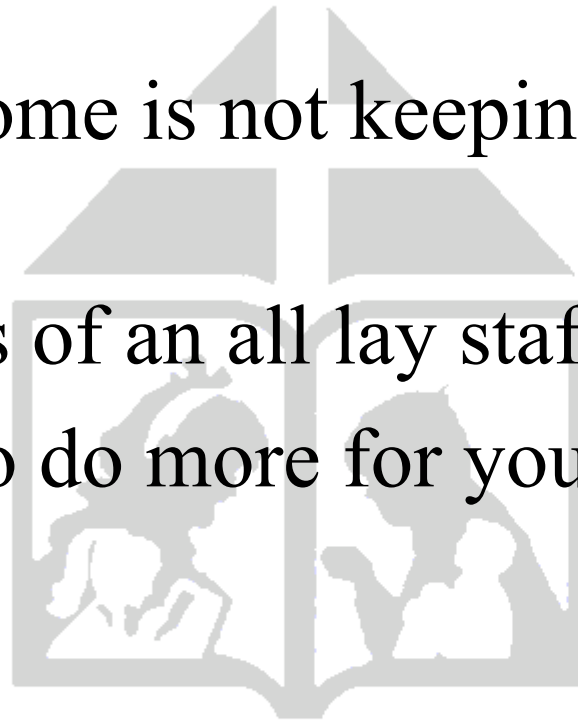 ome is not keepin
s of an all lay staf
o do more for you